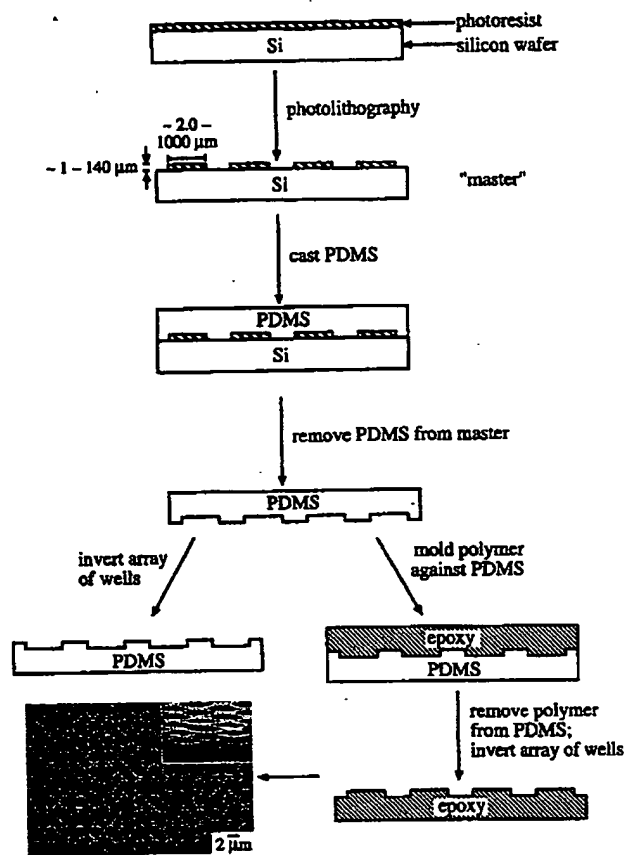 photoresist
Si
silicon wafer
photolithography
~ 2.0 –
1000 µm
~ 1 – 140 µm
Si
"master"
cast PDMS
PDMS
Si
remove PDMS from master
PDMS
invert array
of wells
mold polymer
against PDMS
PDMS
epoxy
PDMS
remove polymer
from PDMS;
invert array of wells
2 µm
epoxy